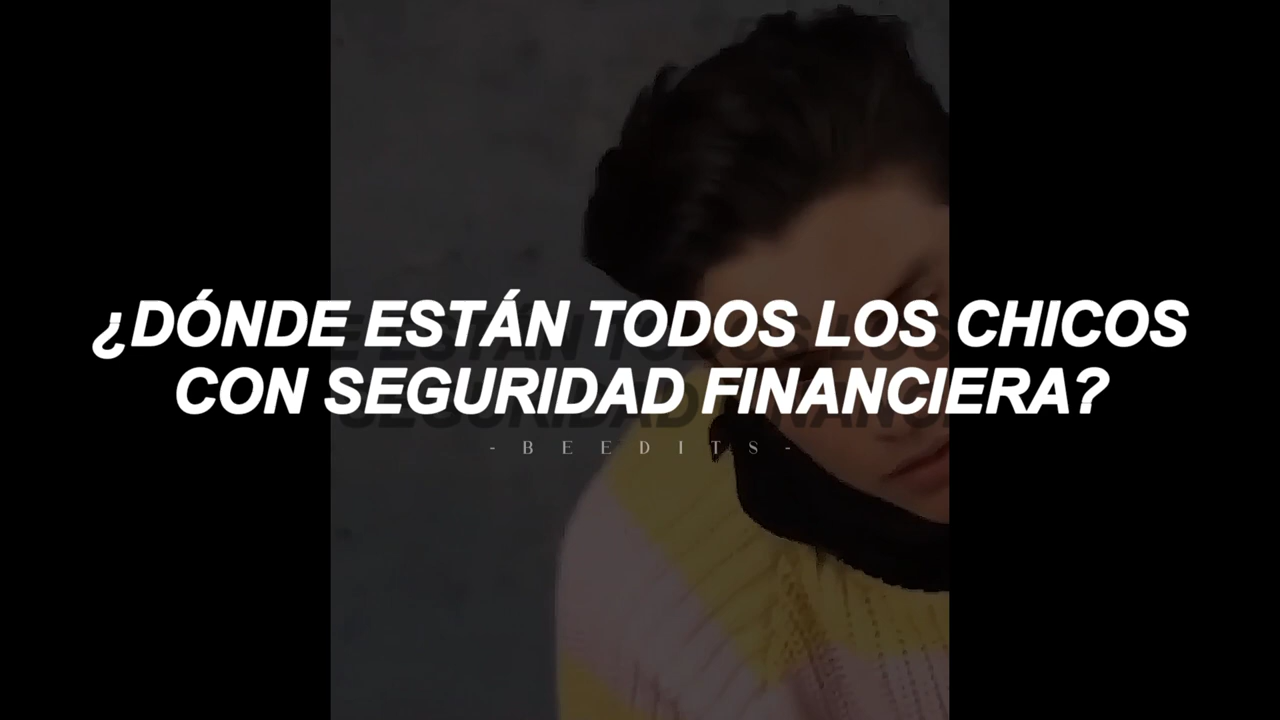 ¿DÓNDE ESTÁN TODOS LOS CHICOS
CON SEGURIDAD FINANCIERA?
- B E E D I T S -